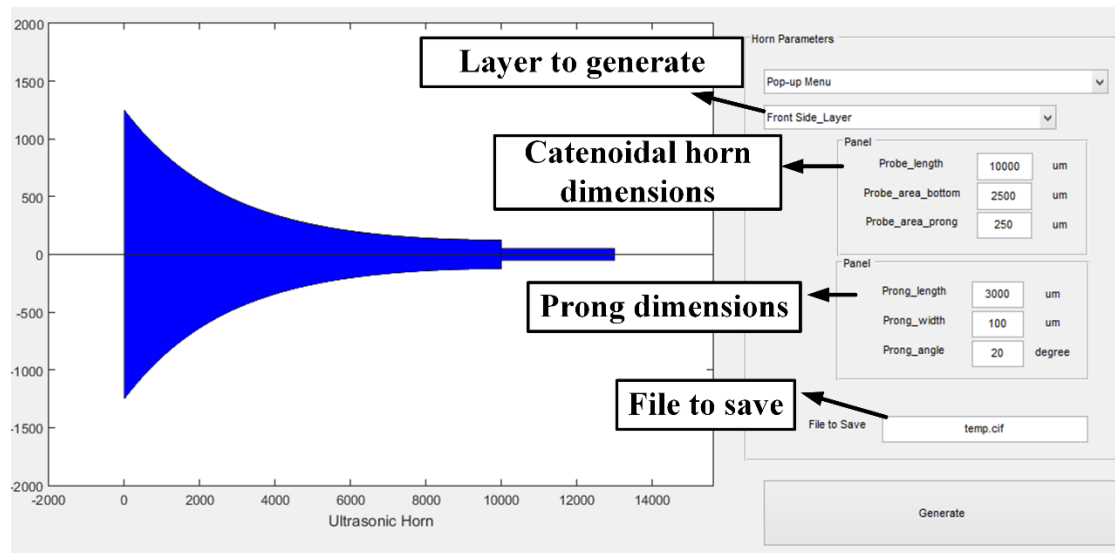 2000
1500
1000
500
0
-500
-1000
-1500
-2000
-2000 0 2000 4000 6000 8000 10000 12000 14000
Ultrasonic Horn
Layer to generate
Catenoidal horn
dimensions
Prong dimensions
File to save
Horn Parameters
Pop-up Menu
Front Side_Layer
Panel
Probe_length 10000 um
Probe_area_bottom 2500 um
Probe_area_prong 250 um
Panel
Prong_length 3000 um
Prong_width 100 um
Prong_angle 20 degree
File to Save temp.cif
Generate